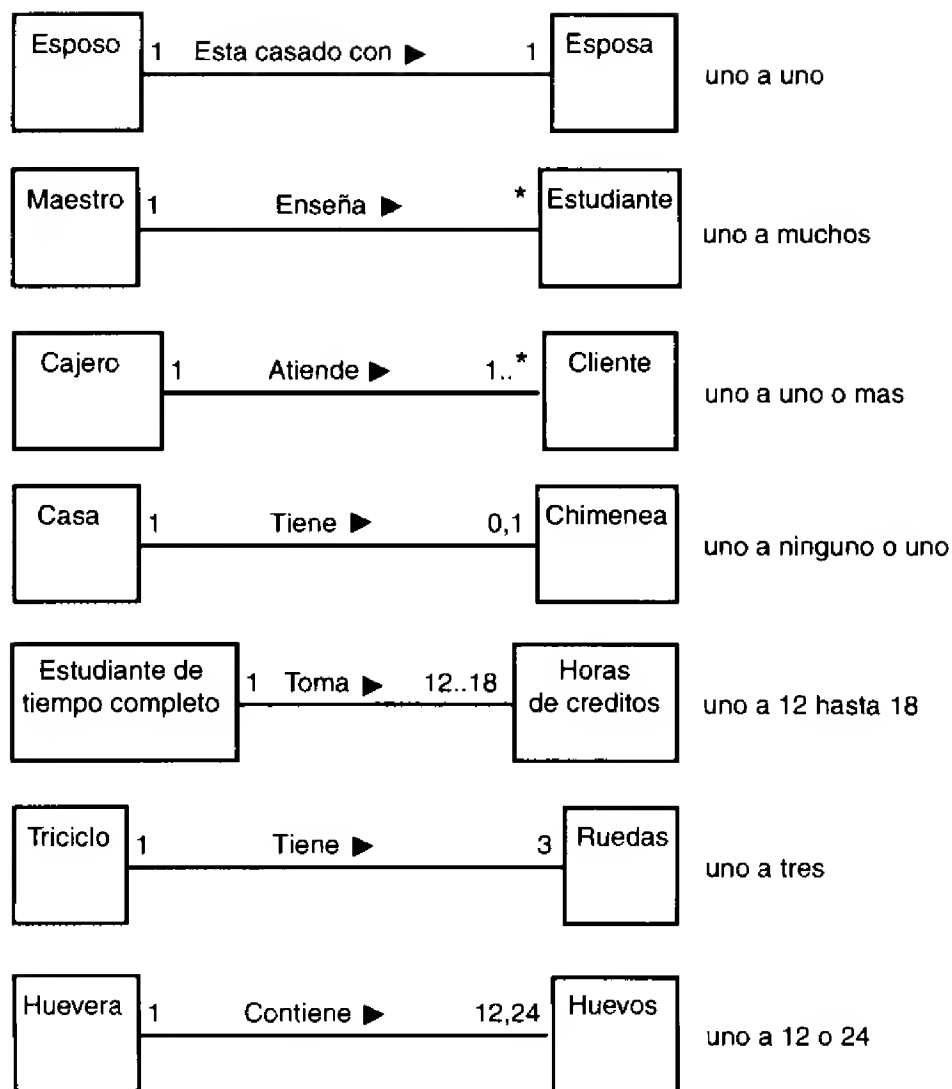 Esposo 1 Esta casado con ▶ 1 Esposa
uno a uno
Maestro 1 Enseña ▶ * Estudiante
uno a muchos
Cajero 1 Atiende ▶ 1..* Cliente
uno a uno o mas
Casa 1 Tiene ▶ 0,1 Chimenea
uno a ninguno o uno
Estudiante de
tiempo completo
1 Toma ▶ 12..18
Horas
de creditos
uno a 12 hasta 18
Triciclo 1 Tiene ▶ 3 Ruedas
uno a tres
Huevera 1 Contiene ▶ 12,24 Huevos
uno a 12 o 24